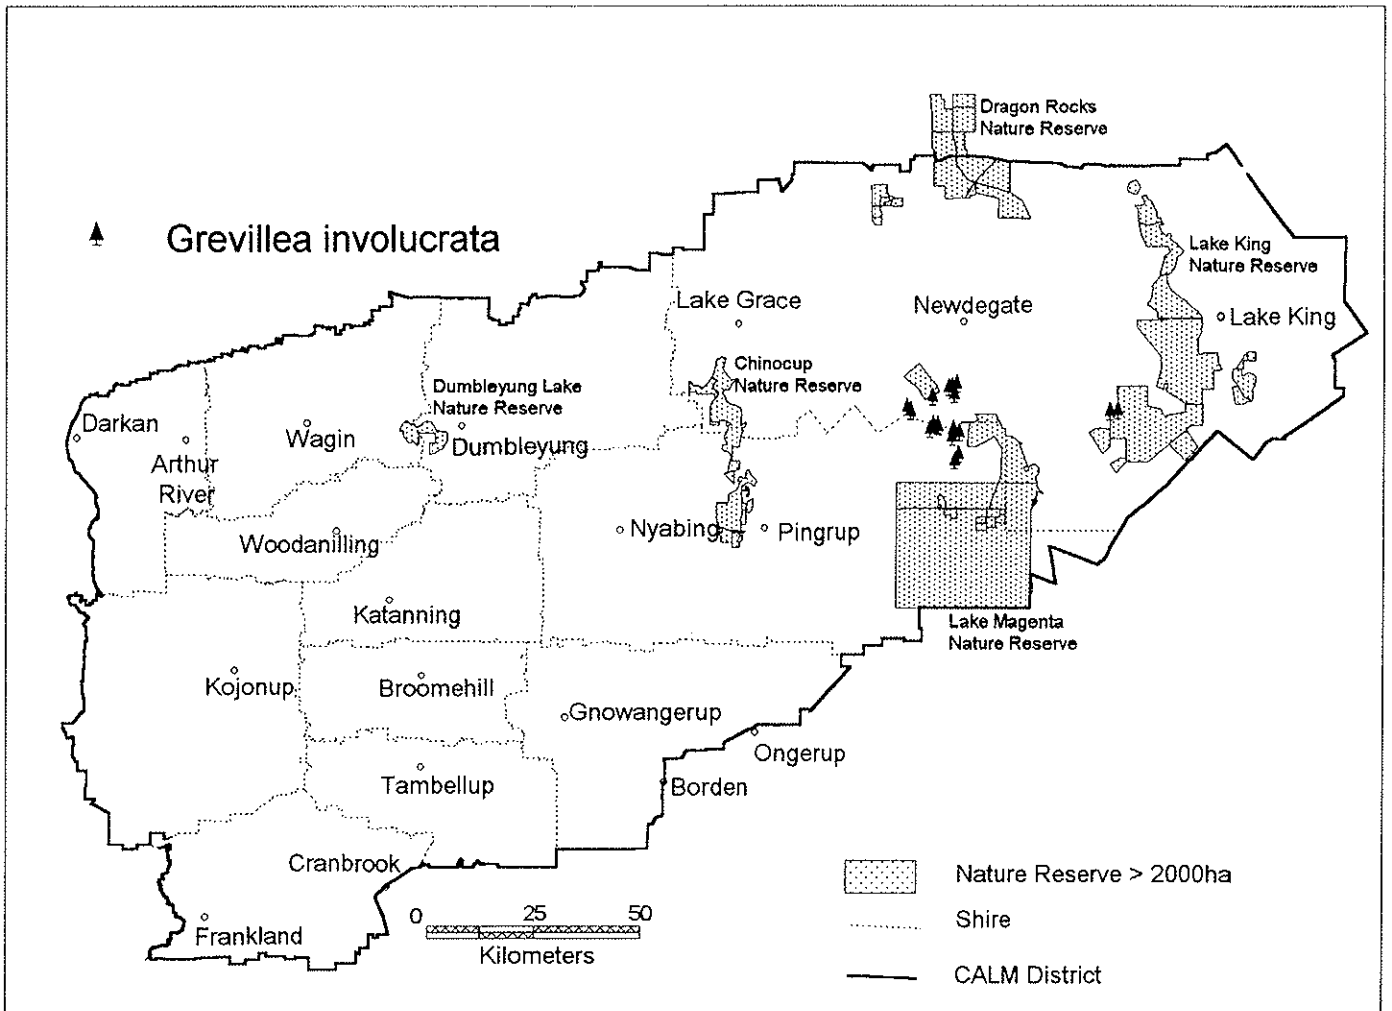 Dragon Rocks
Nature Reserve
Grevillea involucrata
Lake King
Nature Reserve
Lake Grace
Newdegate
Lake King
Chinocup
Nature Reserve
Dumbleyung Lake
Nature Reserve
Darkan
Wagin
Dumbleyung
Arthur
River
Woodanilling
Nyabing
Pingrup
Katanning
Lake Magenta
Nature Reserve
Kojonup
Broomehill
Gnowangerup
Ongerup
Tambellup
Borden
Cranbrook
Nature Reserve > 2000ha
0 25 50
Shire
Frankland
Kilometers
CALM District